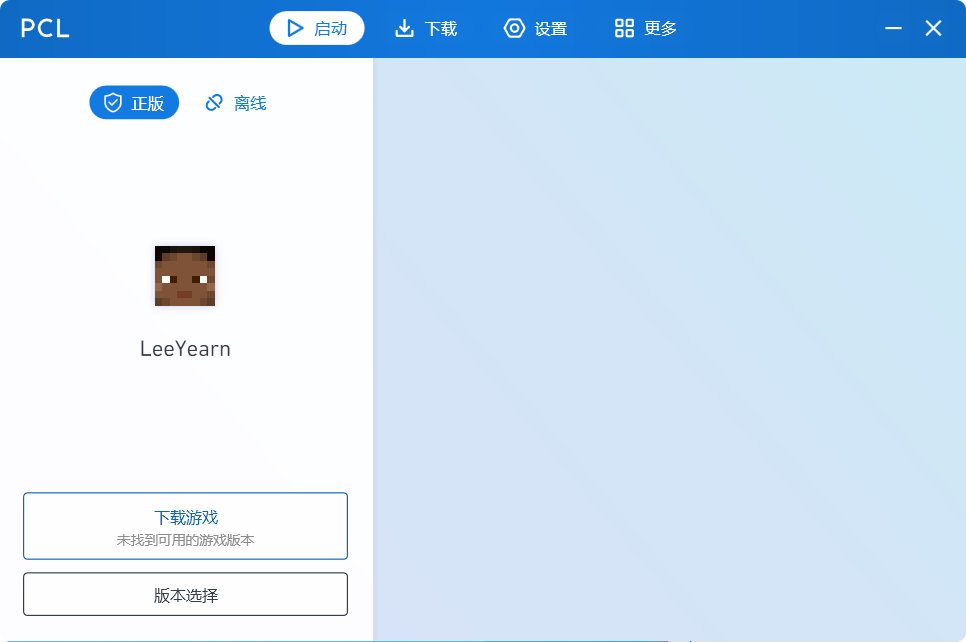 PCL
启动
下载
设置
更多
正版
离线
LeeYearn
下载游戏
未找到可用的游戏版本
版本选择